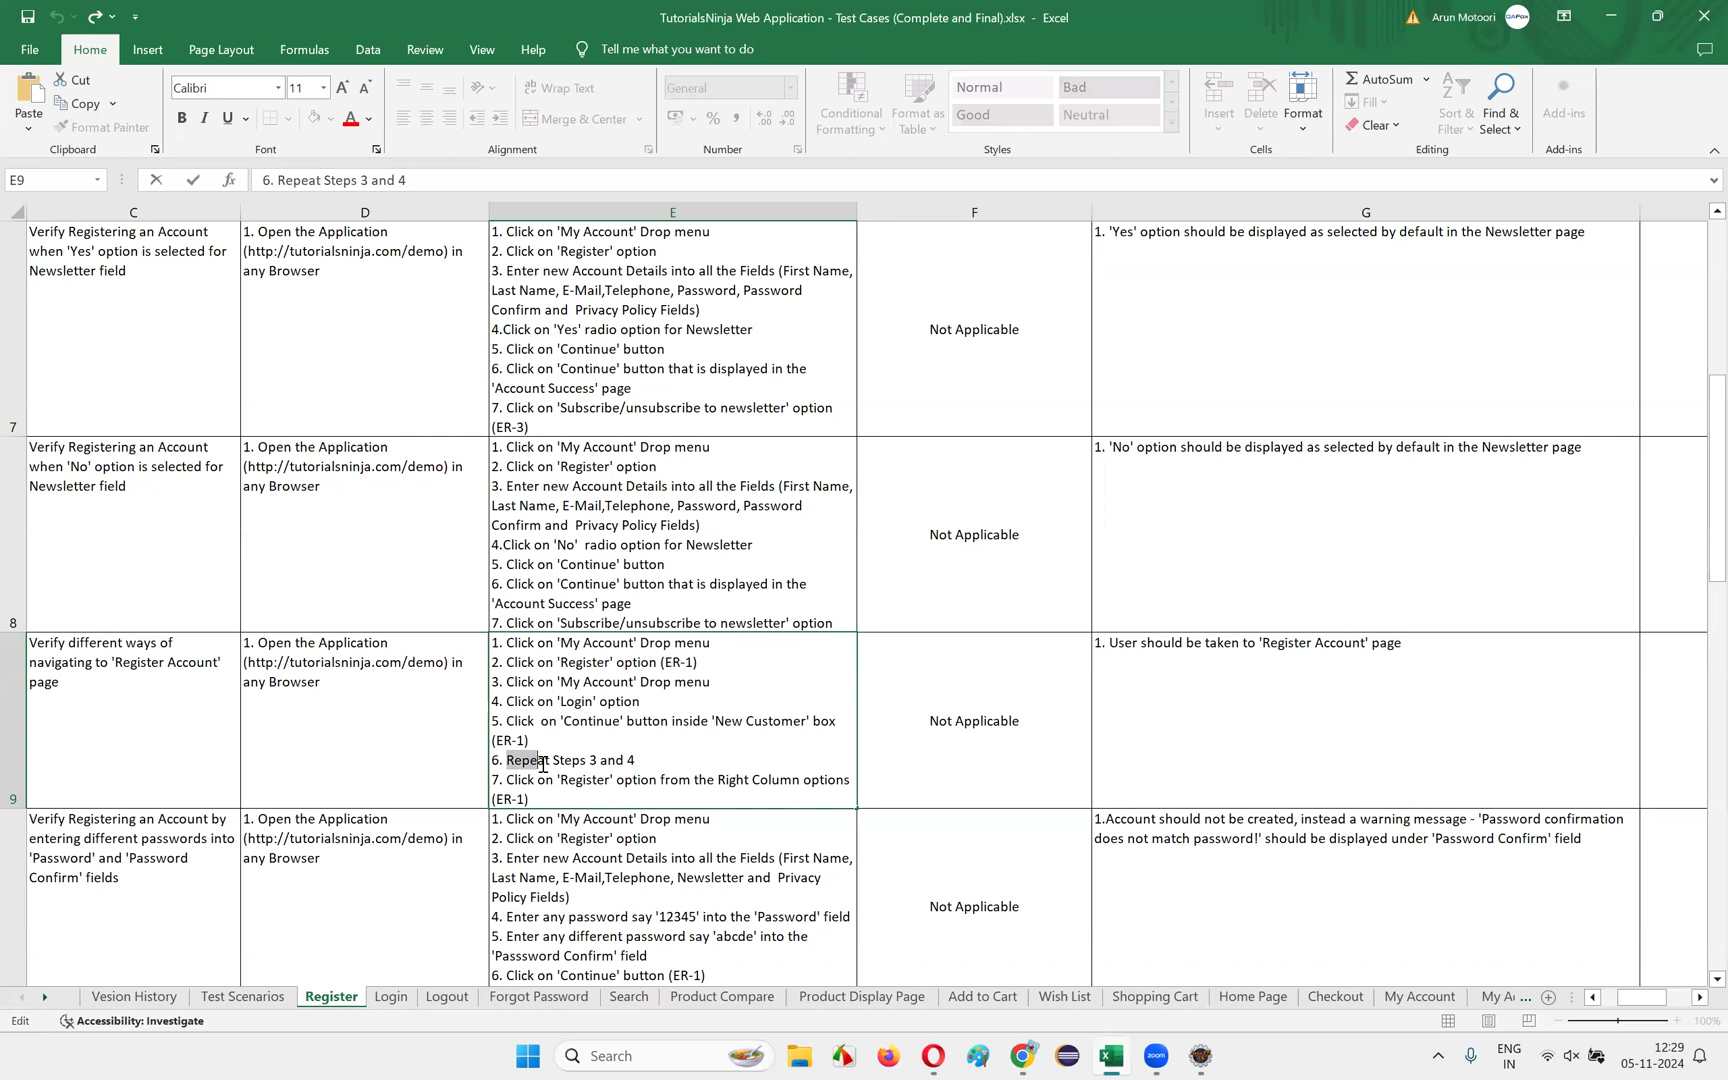 TutorialsNinja Web Application - Test Cases (Complete and Final).xlsx - Excel
Arun Motoori
File Home Insert Page Layout Formulas Data Review View Help Tell me what you want to do
Paste
Cut
Copy
Format Painter
Clipboard
Calibri 11
B I U
Font
Wrap Text
Merge & Center
Alignment
General
Number
Conditional Formatting
Format as Table
Normal Bad
Good Neutral
Styles
Insert Delete Format
Cells
AutoSum
Fill
Clear
Sort & Filter
Find & Select
Editing
Add-ins
Add-ins
E9 fx 6. Repeat Steps 3 and 4
C D E F G
7
Verify Registering an Account
when 'Yes' option is selected for
Newsletter field
1. Open the Application
(http://tutorialsninja.com/demo) in
any Browser
1. Click on 'My Account' Drop menu
2. Click on 'Register' option
3. Enter new Account Details into all the Fields (First Name,
Last Name, E-Mail,Telephone, Password, Password
Confirm and  Privacy Policy Fields)
4.Click on 'Yes' radio option for Newsletter
5. Click on 'Continue' button
6. Click on 'Continue' button that is displayed in the
'Account Success' page
7. Click on 'Subscribe/unsubscribe to newsletter' option
(ER-3)
Not Applicable
1. 'Yes' option should be displayed as selected by default in the Newsletter page
8
Verify Registering an Account
when 'No' option is selected for
Newsletter field
1. Open the Application
(http://tutorialsninja.com/demo) in
any Browser
1. Click on 'My Account' Drop menu
2. Click on 'Register' option
3. Enter new Account Details into all the Fields (First Name,
Last Name, E-Mail,Telephone, Password, Password
Confirm and  Privacy Policy Fields)
4.Click on 'No'  radio option for Newsletter
5. Click on 'Continue' button
6. Click on 'Continue' button that is displayed in the
'Account Success' page
7. Click on 'Subscribe/unsubscribe to newsletter' option
Not Applicable
1. 'No' option should be displayed as selected by default in the Newsletter page
9
Verify different ways of
navigating to 'Register Account'
page
1. Open the Application
(http://tutorialsninja.com/demo) in
any Browser
1. Click on 'My Account' Drop menu
2. Click on 'Register' option (ER-1)
3. Click on 'My Account' Drop menu
4. Click on 'Login' option
5. Click  on 'Continue' button inside 'New Customer' box
(ER-1)
6. Repeat Steps 3 and 4
7. Click on 'Register' option from the Right Column options
(ER-1)
Not Applicable
1. User should be taken to 'Register Account' page
Verify Registering an Account by
entering different passwords into
'Password' and 'Password
Confirm' fields
1. Open the Application
(http://tutorialsninja.com/demo) in
any Browser
1. Click on 'My Account' Drop menu
2. Click on 'Register' option
3. Enter new Account Details into all the Fields (First Name,
Last Name, E-Mail,Telephone, Newsletter and  Privacy
Policy Fields)
4. Enter any password say '12345' into the 'Password' field
5. Enter any different password say 'abcde' into the
'Passsword Confirm' field
6. Click on 'Continue' button (ER-1)
Not Applicable
1.Account should not be created, instead a warning message - 'Password confirmation
does not match password!' should be displayed under 'Password Confirm' field
Vesion History Test Scenarios Register Login Logout Forgot Password Search Product Compare Product Display Page Add to Cart Wish List Shopping Cart Home Page Checkout My Account My Ac ...
Edit Accessibility: Investigate 100%
Search
zoom
ENG
IN
12:29
05-11-2024